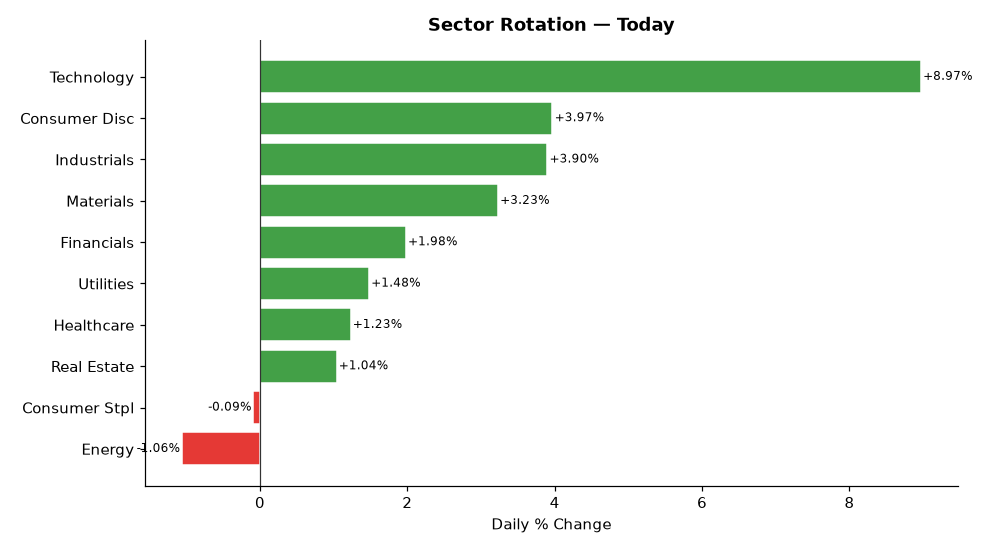 Sector Rotation — Today
Technology +8.97%
Consumer Disc +3.97%
Industrials +3.90%
Materials +3.23%
Financials +1.98%
Utilities +1.48%
Healthcare +1.23%
Real Estate +1.04%
Consumer Stpl -0.09%
Energy -1.06%
0 2 4 6 8
Daily % Change